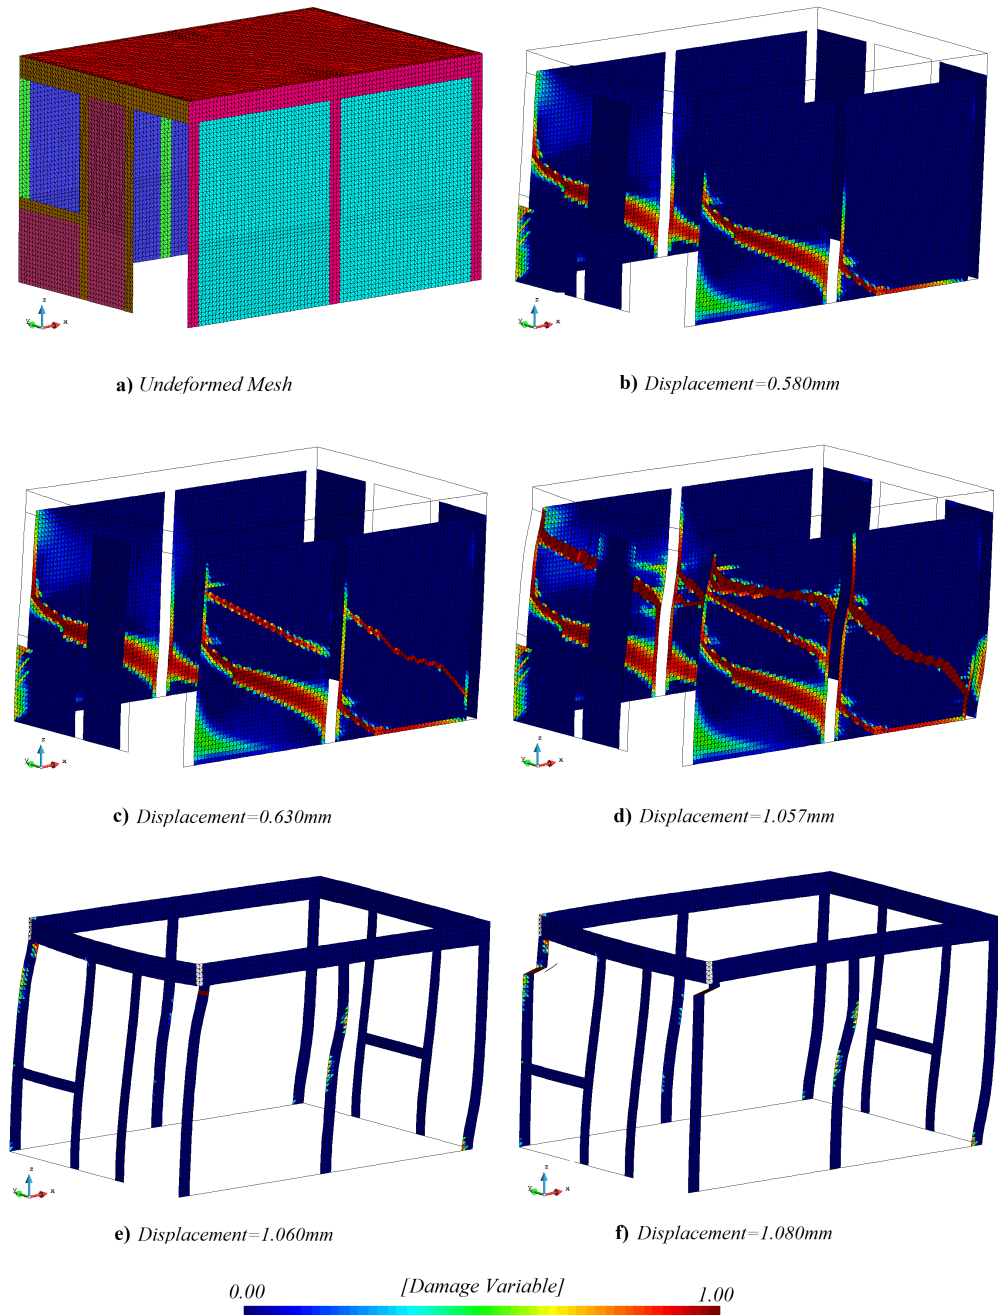 z
y
x
z
y
x
a) Undeformed Mesh
b) Displacement=0.580mm
z
y
x
z
y
x
c) Displacement=0.630mm
d) Displacement=1.057mm
z
y
x
z
y
x
e) Displacement=1.060mm
f) Displacement=1.080mm
0.00 [Damage Variable] 1.00